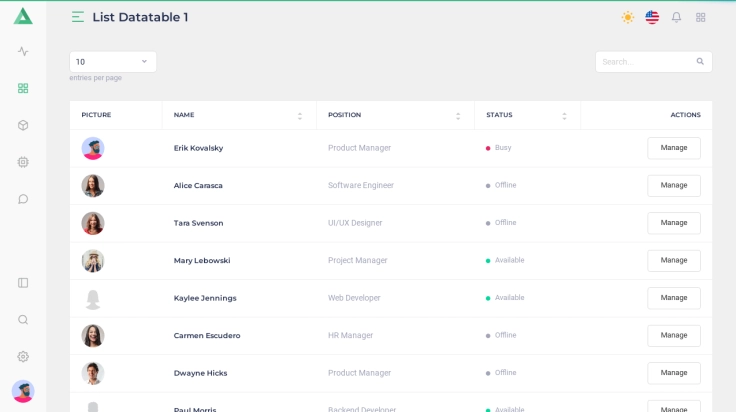 List Datatable 1
10
Search...
entries per page
PICTURE NAME POSITION STATUS ACTIONS
Erik Kovalsky Product Manager Busy Manage
Alice Carasca Software Engineer Offline Manage
Tara Svenson UI/UX Designer Offline Manage
Mary Lebowski Project Manager Available Manage
Kaylee Jennings Web Developer Available Manage
Carmen Escudero HR Manager Offline Manage
Dwayne Hicks Product Manager Offline Manage
Paul Morris Backend Developer Available Manage